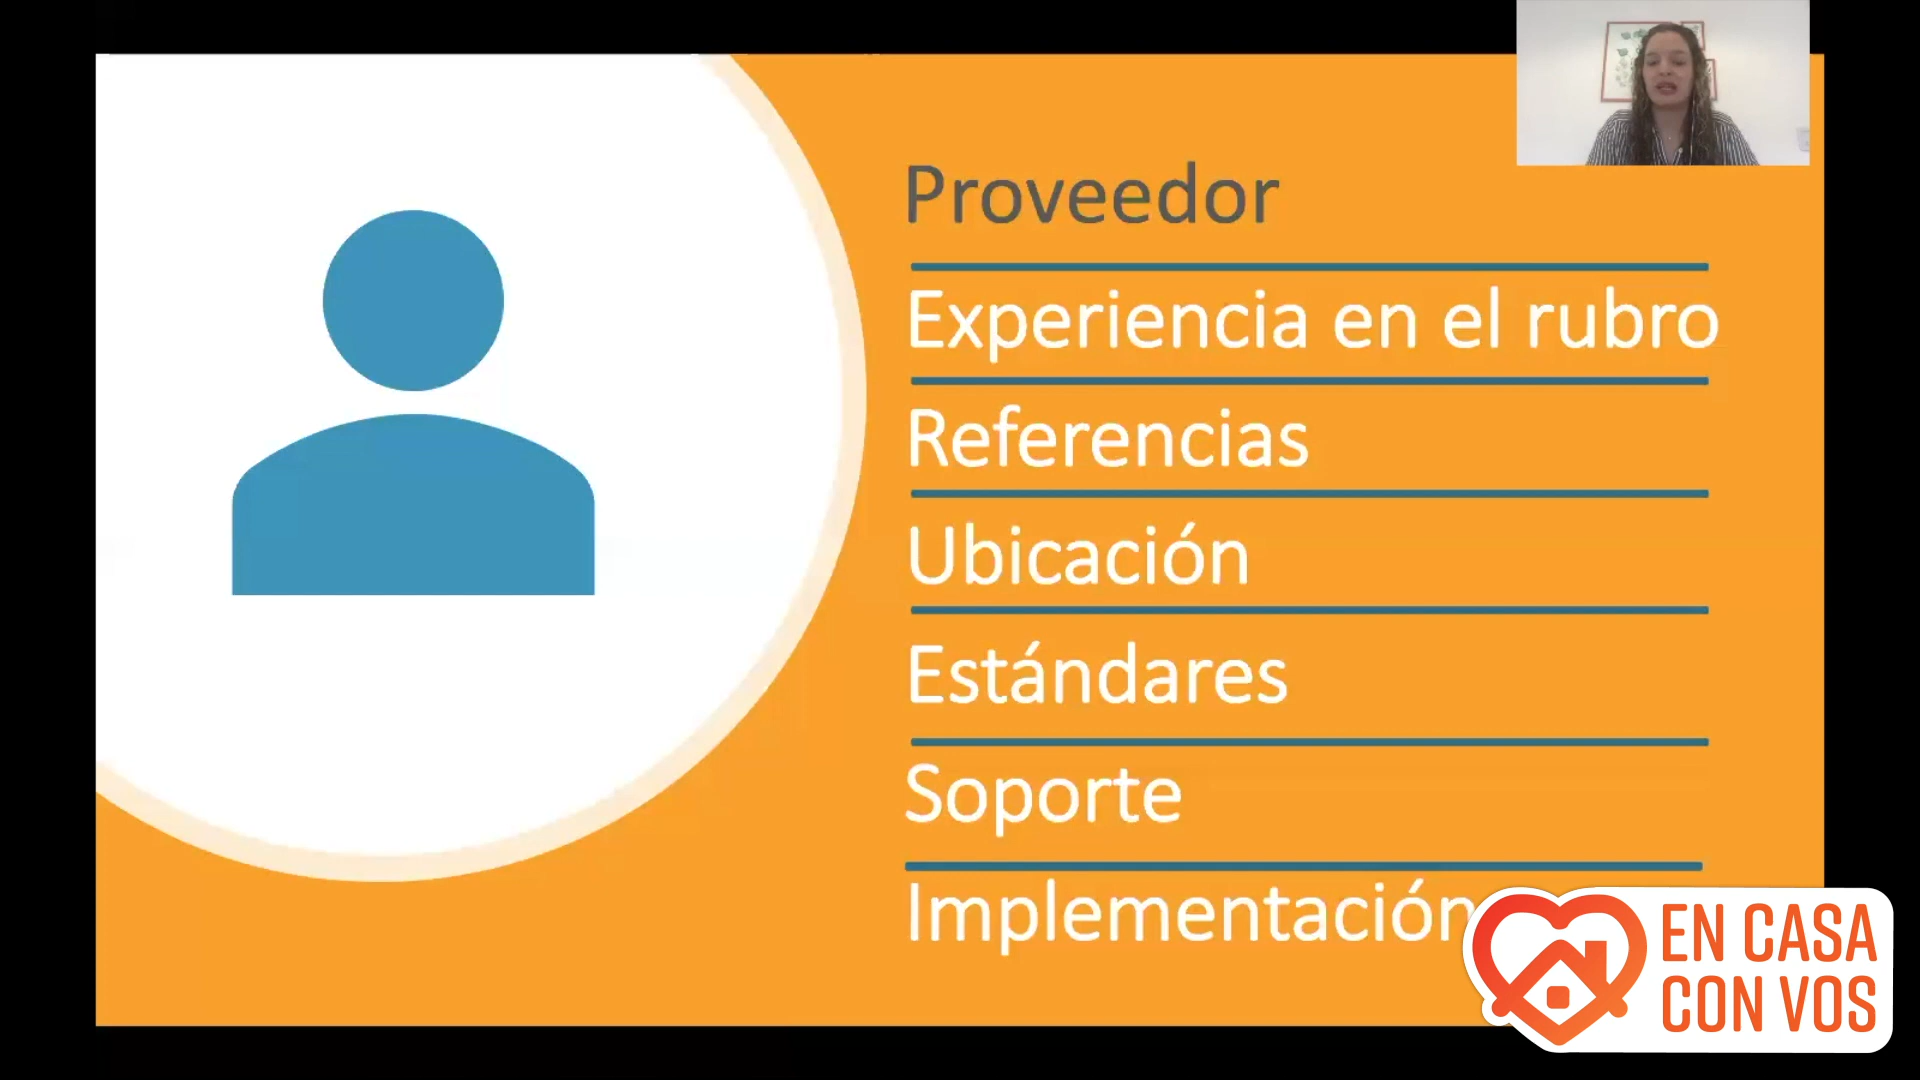 Proveedor
Experiencia en el rubro
Referencias
Ubicación
Estándares
Soporte
Implementación
EN CASA
CON VOS